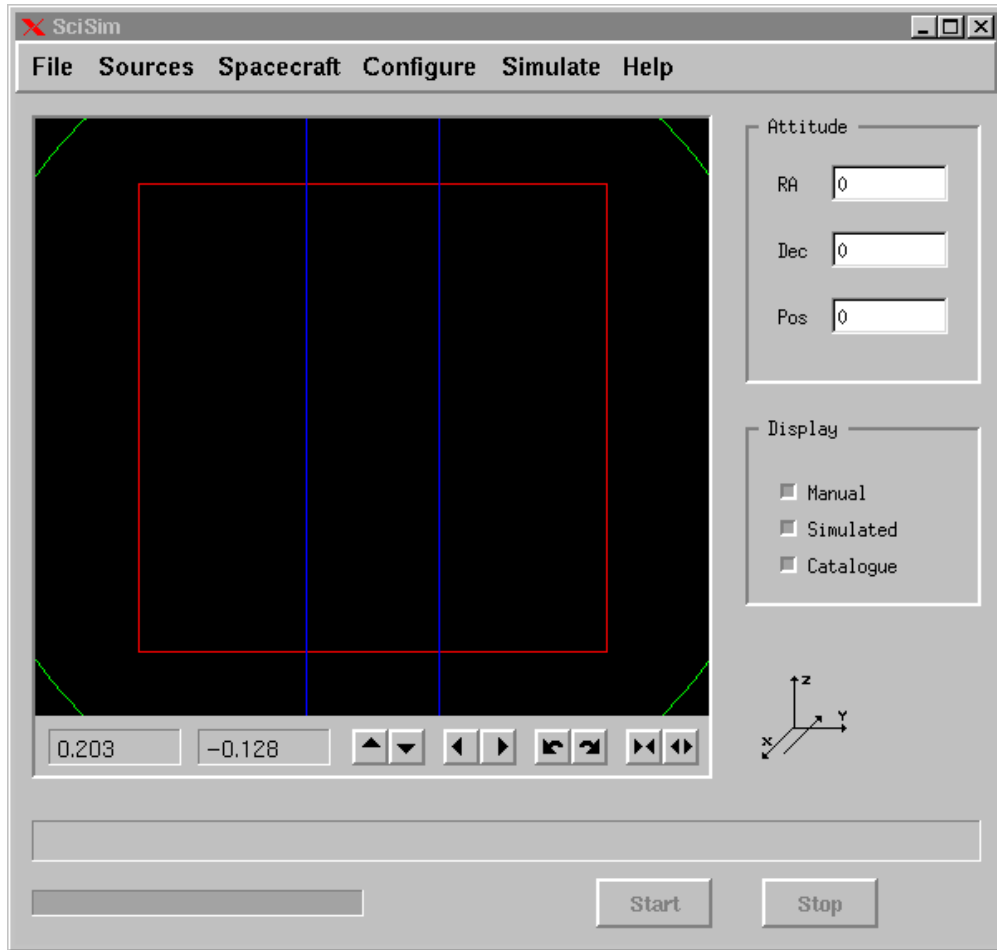 SciSim
File Sources Spacecraft Configure Simulate Help
Attitude
RA 0
Dec 0
Pos 0
Display
Manual
Simulated
Catalogue
Z
Y
X
0.203 -0.128
Start Stop